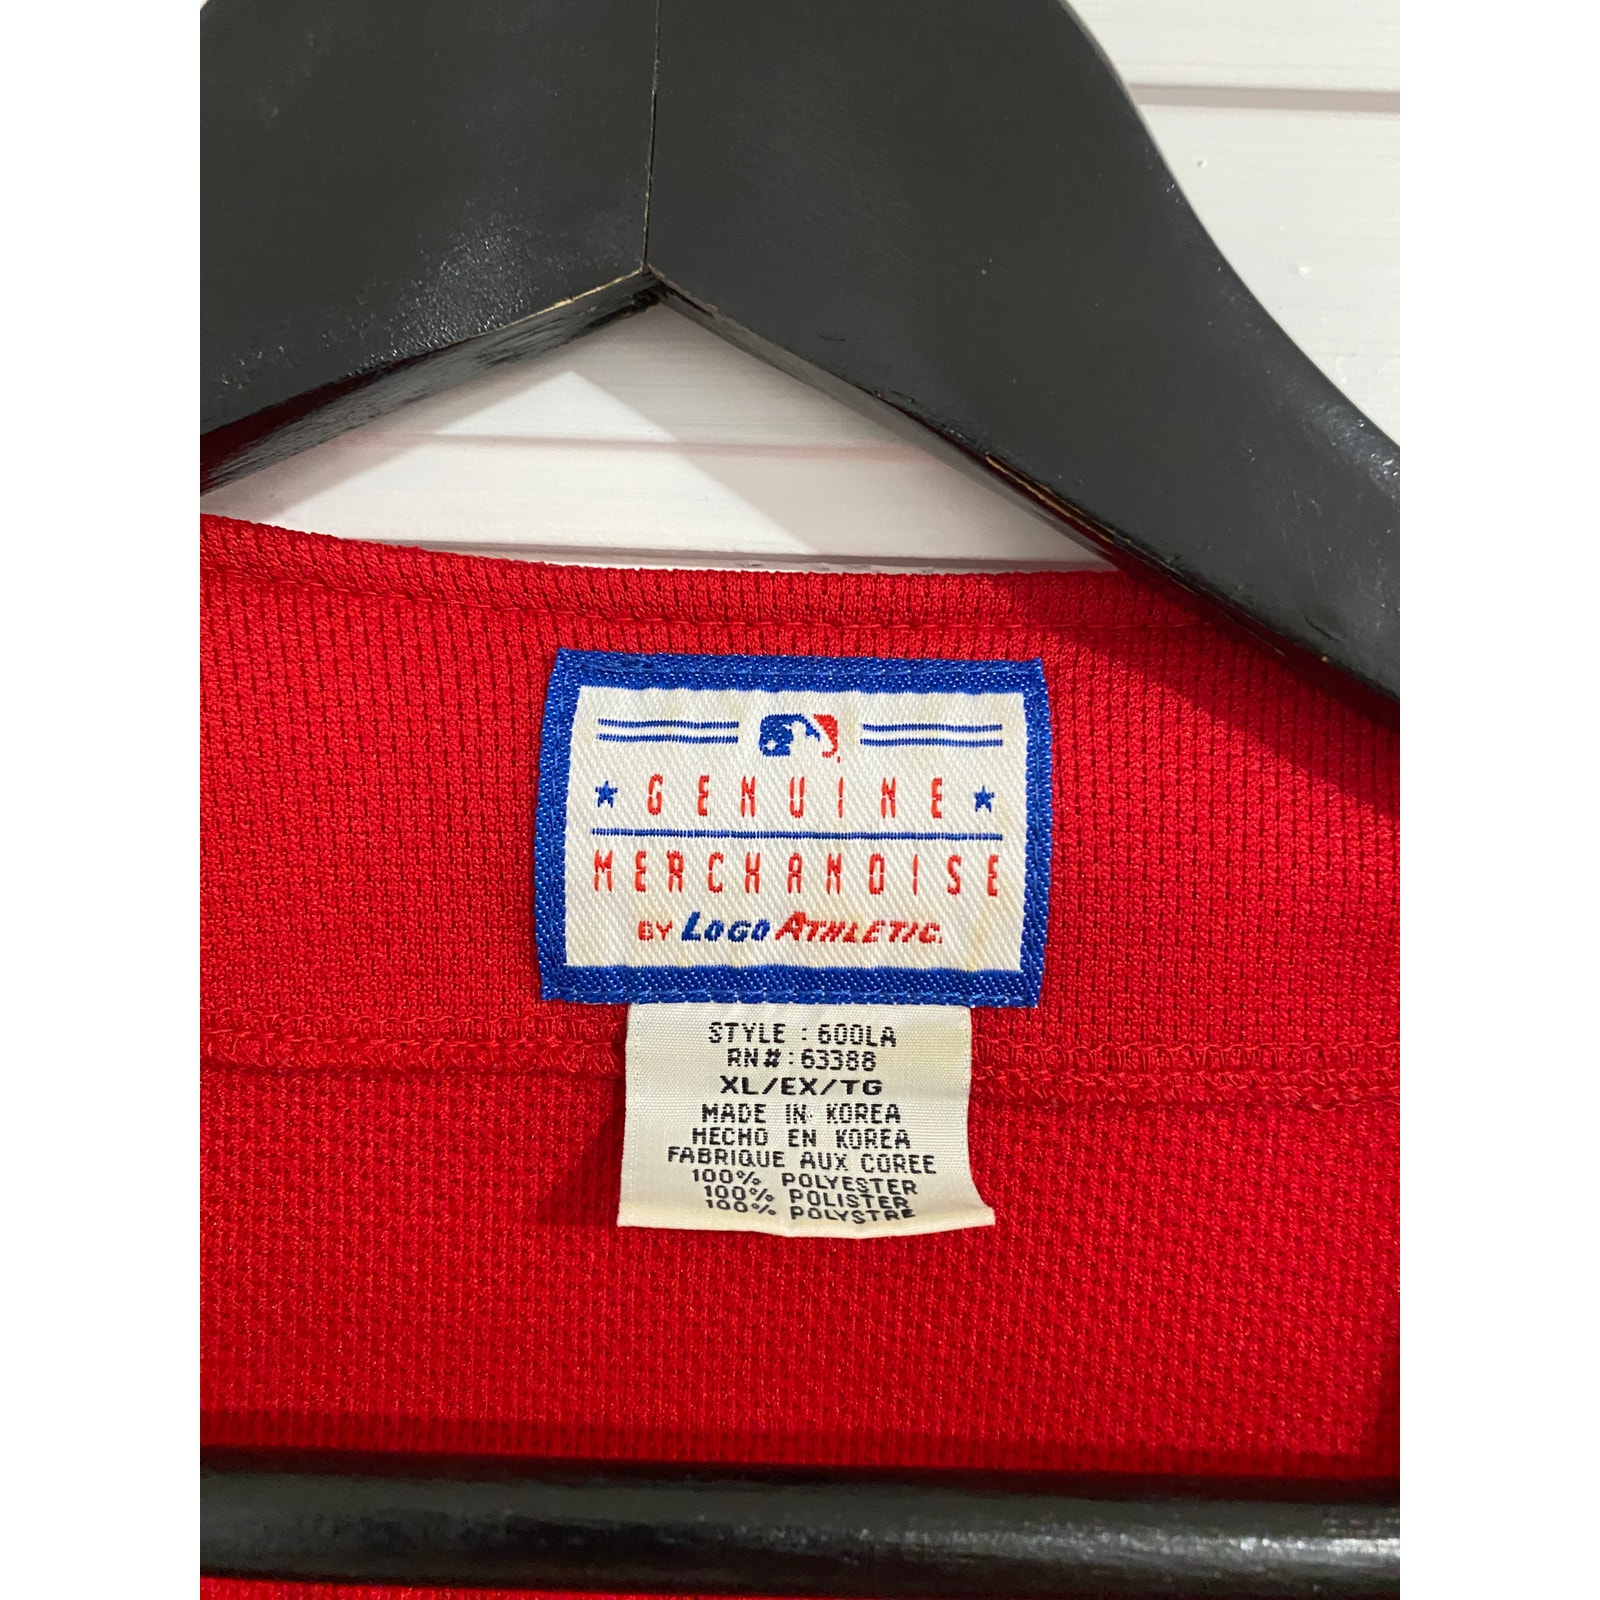 GENUINE
MERCHANDISE
BY LOGO ATHLETIC.
STYLE : 600LA
RN# : 63388
XL/EX/TG
MADE IN KOREA
HECHO EN KOREA
FABRIQUE AUX COREE
100% POLYESTER
100% POLISTER
100% POLYSTRE